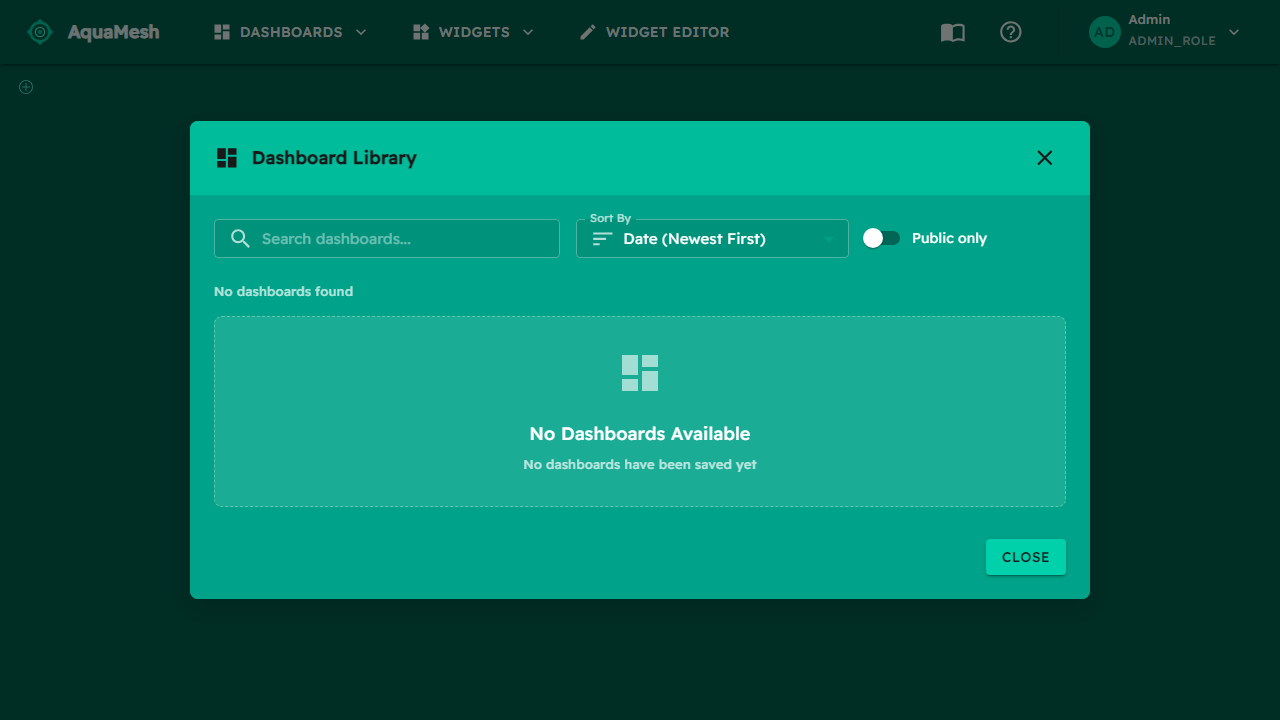 AquaMesh
DASHBOARDS
WIDGETS
WIDGET EDITOR
AD
Admin
ADMIN_ROLE
Dashboard Library
Search dashboards...
Sort By
Date (Newest First)
Public only
No dashboards found
No Dashboards Available
No dashboards have been saved yet
CLOSE